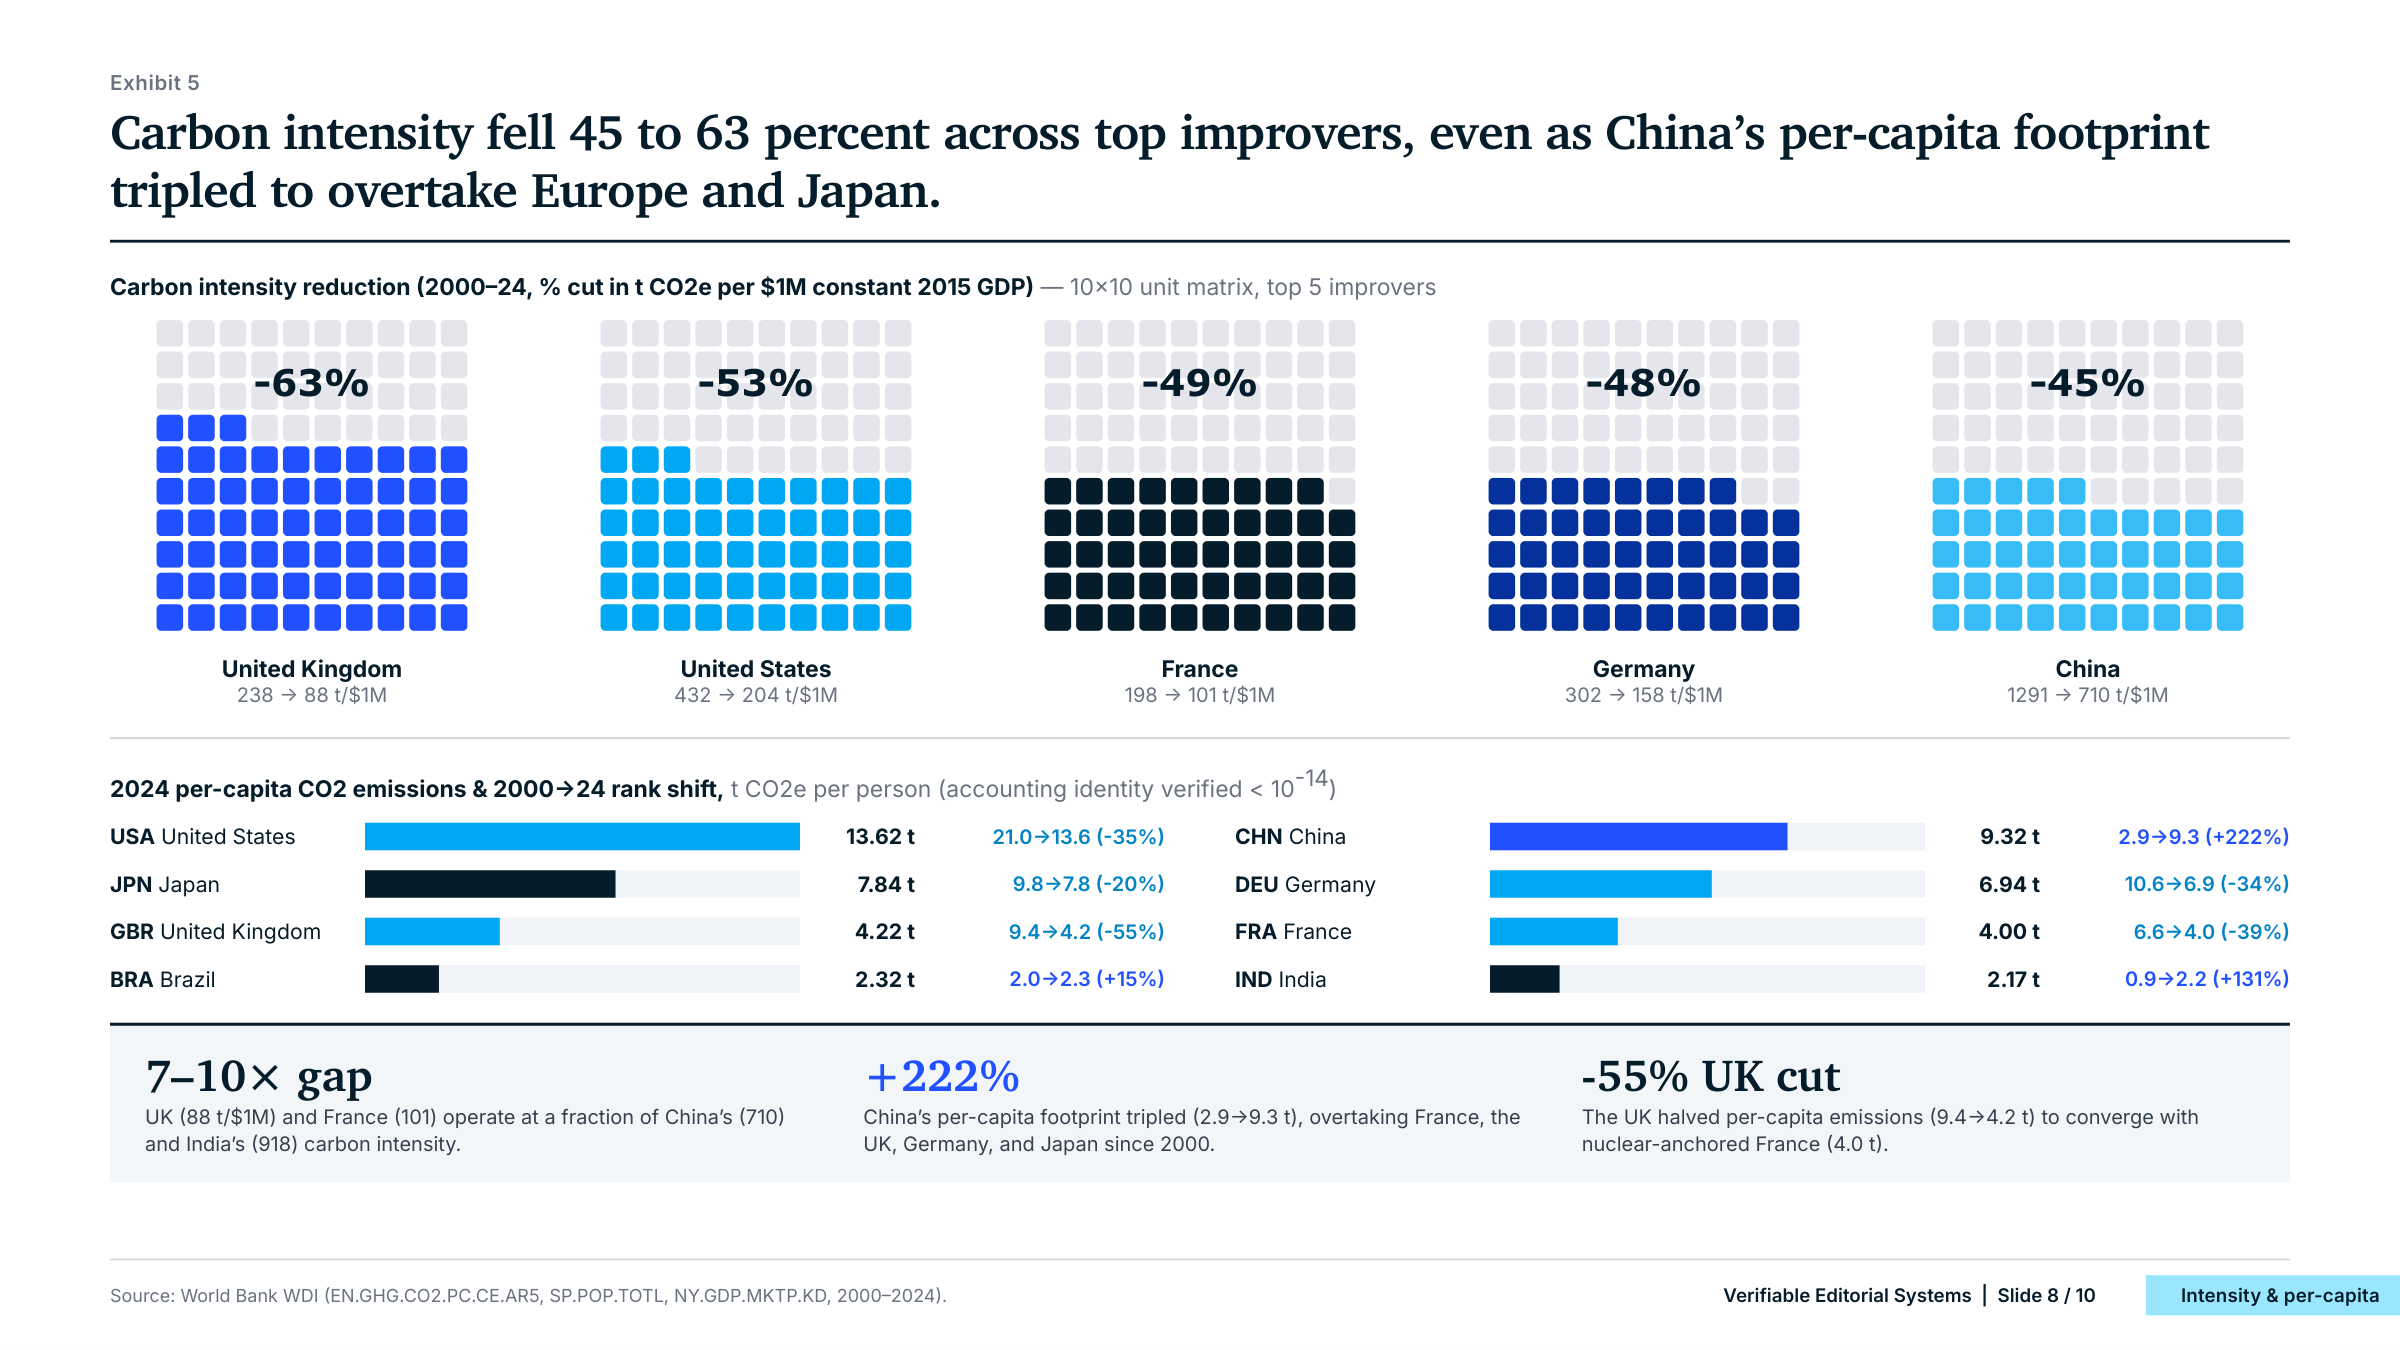 Exhibit 5
Carbon intensity fell 45 to 63 percent across top improvers, even as China’s per-capita footprint
tripled to overtake Europe and Japan.
Carbon intensity reduction (2000–24, % cut in t CO2e per $1M constant 2015 GDP) — 10×10 unit matrix, top 5 improvers
-63%
-53%
-49%
-48%
-45%
United Kingdom
238 → 88 t/$1M
United States
432 → 204 t/$1M
France
198 → 101 t/$1M
Germany
302 → 158 t/$1M
China
1291 → 710 t/$1M
2024 per-capita CO2 emissions & 2000→24 rank shift, t CO2e per person (accounting identity verified < 10⁻¹⁴)
USA United States 13.62 t 21.0→13.6 (-35%)
CHN China 9.32 t 2.9→9.3 (+222%)
JPN Japan 7.84 t 9.8→7.8 (-20%)
DEU Germany 6.94 t 10.6→6.9 (-34%)
GBR United Kingdom 4.22 t 9.4→4.2 (-55%)
FRA France 4.00 t 6.6→4.0 (-39%)
BRA Brazil 2.32 t 2.0→2.3 (+15%)
IND India 2.17 t 0.9→2.2 (+131%)
7–10× gap
UK (88 t/$1M) and France (101) operate at a fraction of China’s (710)
and India’s (918) carbon intensity.
+222%
China’s per-capita footprint tripled (2.9→9.3 t), overtaking France, the
UK, Germany, and Japan since 2000.
-55% UK cut
The UK halved per-capita emissions (9.4→4.2 t) to converge with
nuclear-anchored France (4.0 t).
Source: World Bank WDI (EN.GHG.CO2.PC.CE.AR5, SP.POP.TOTL, NY.GDP.MKTP.KD, 2000–2024).
Verifiable Editorial Systems | Slide 8 / 10
Intensity & per-capita